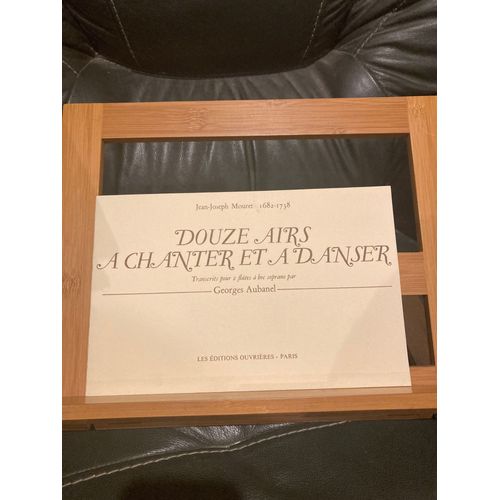 Jean-Joseph Mouret 1682-1738
DOUZE AIRS
A CHANTER ET A DANSER
Transcrits pour 2 flûtes à bec soprano par
Georges Aubanel
LES ÉDITIONS OUVRIÈRES - PARIS